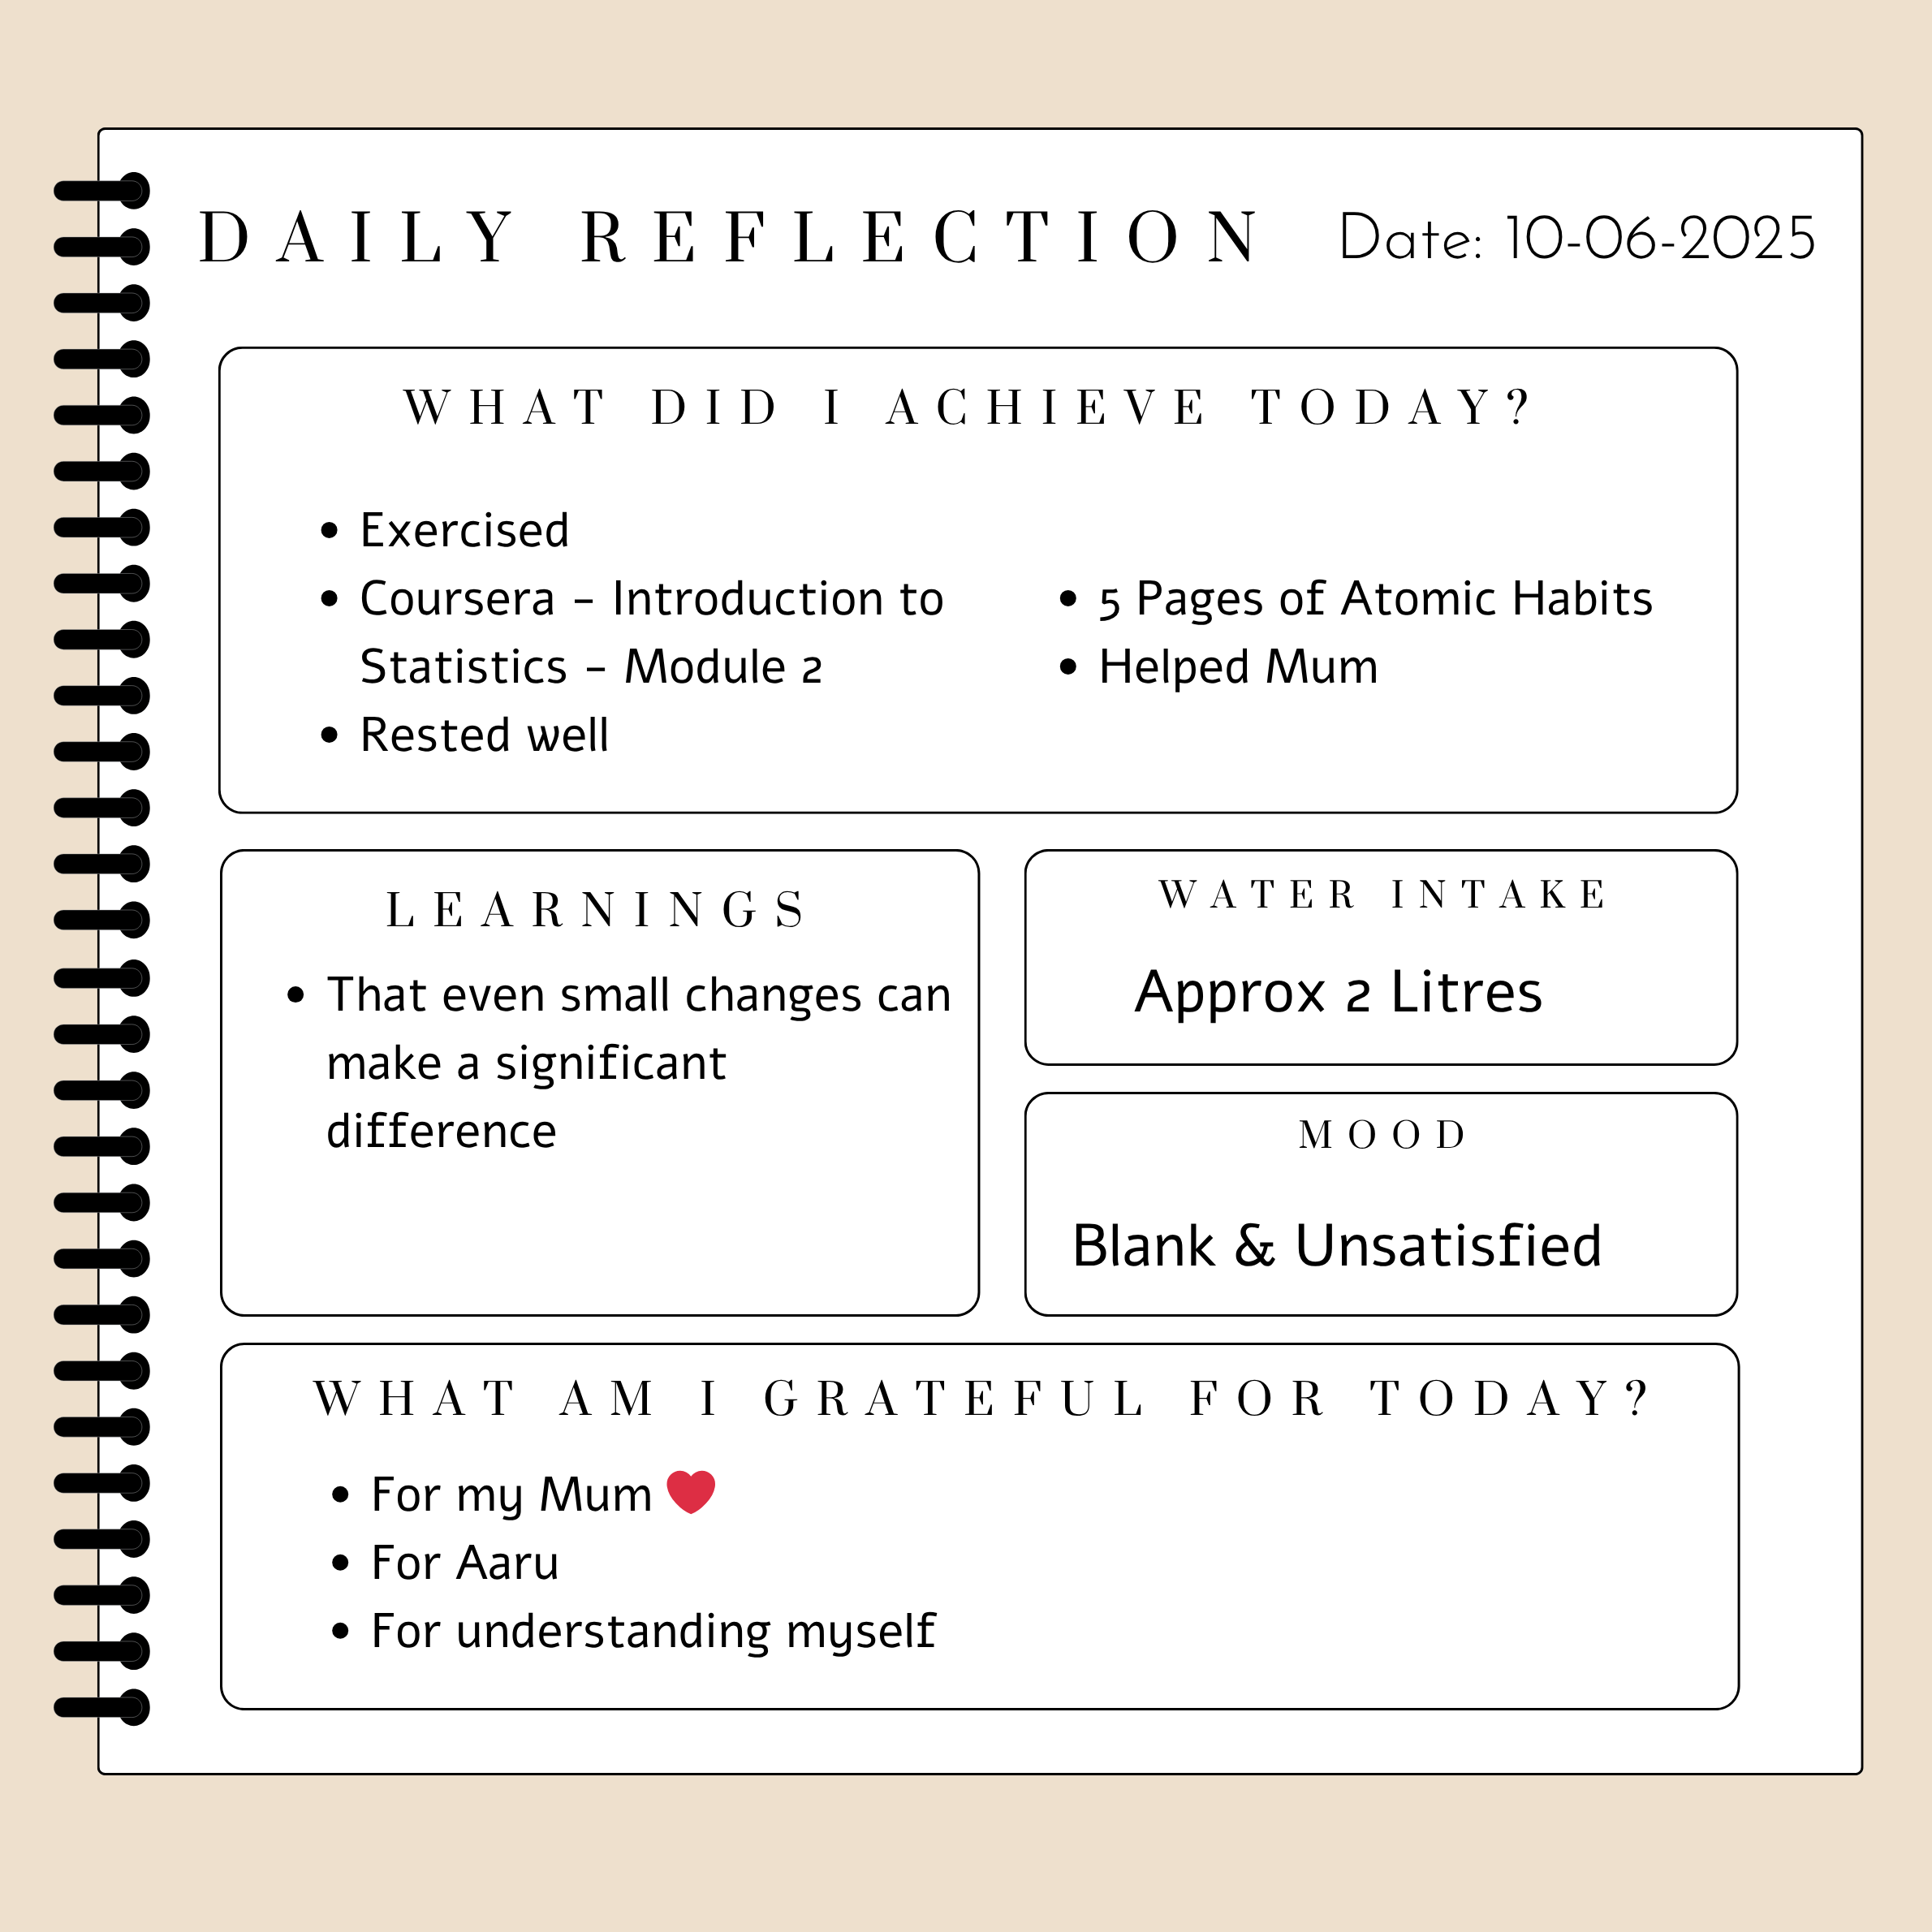 DAILY REFLECTION Date: 10-06-2025
WHAT DID I ACHIEVE TODAY?
Exercised
Coursera - Introduction to
Statistics - Module 2
Rested well
5 Pages of Atomic Habits
Helped Mum
LEARNINGS
That even small changes can
make a significant
difference
WATER INTAKE
Approx 2 Litres
MOOD
Blank & Unsatisfied
WHAT AM I GRATEFUL FOR TODAY?
For my Mum ❤️
For Aaru
For understanding myself